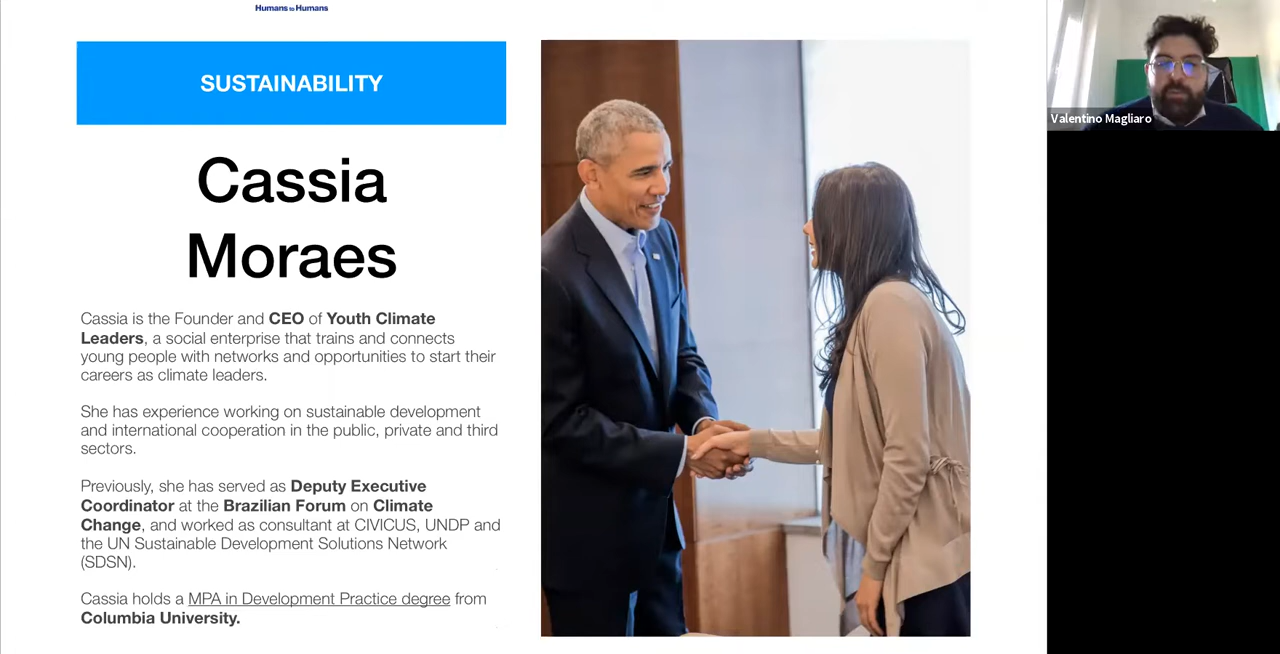 Humans to Humans
SUSTAINABILITY
Cassia
Moraes
Cassia is the Founder and CEO of Youth Climate
Leaders, a social enterprise that trains and connects
young people with networks and opportunities to start their
careers as climate leaders.
She has experience working on sustainable development
and international cooperation in the public, private and third
sectors.
Previously, she has served as Deputy Executive
Coordinator at the Brazilian Forum on Climate
Change, and worked as consultant at CIVICUS, UNDP and
the UN Sustainable Development Solutions Network
(SDSN).
Cassia holds a MPA in Development Practice degree from
Columbia University.
Valentino Magliaro